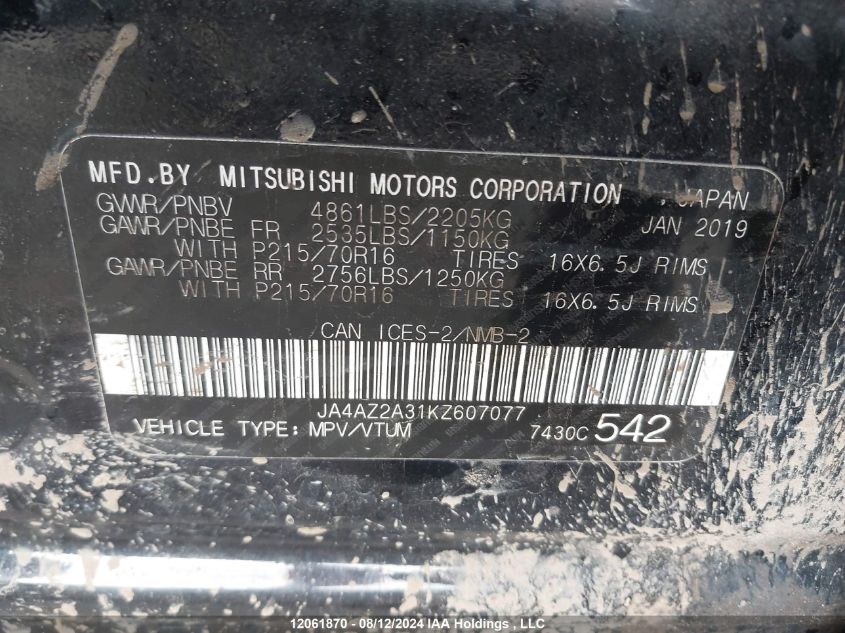 MFD.BY MITSUBISHI MOTORS CORPORATION , JAPAN
GVWR/PNBV 4861LBS/2205KG JAN 2019
GAWR/PNBE FR 2535LBS/1150KG
WITH P215/70R16 TIRES 16X6.5J RIMS
GAWR/PNBE RR 2756LBS/1250KG
WITH P215/70R16 TIRES 16X6.5J RIMS
CAN ICES-2/NMB-2
JA4AZ2A31KZ607077
VEHICLE TYPE: MPV/VTUM 7430C 542
12061870 - 08/12/2024 IAA Holdings, LLC